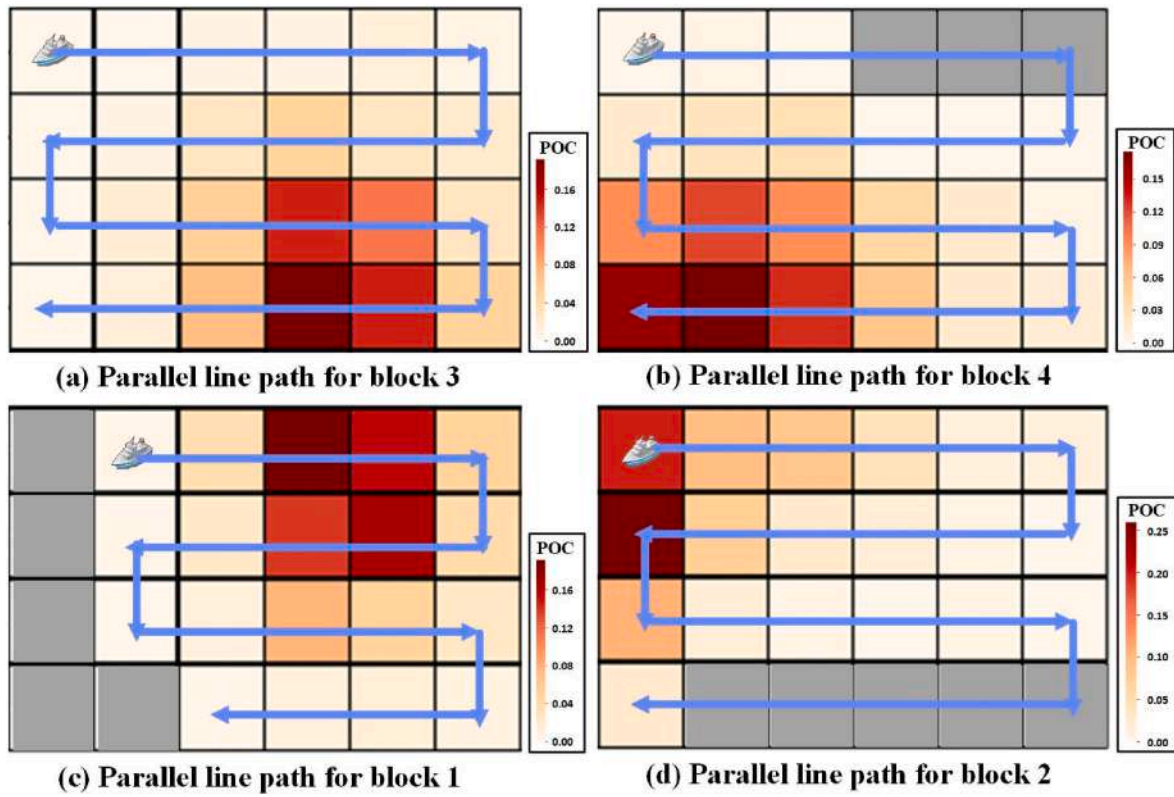 POC
0.16
0.12
0.08
0.04
0.00
(a) Parallel line path for block 3
POC
0.15
0.12
0.09
0.06
0.03
0.00
(b) Parallel line path for block 4
POC
0.16
0.12
0.08
0.04
0.00
(c) Parallel line path for block 1
POC
0.25
0.20
0.15
0.10
0.05
0.00
(d) Parallel line path for block 2